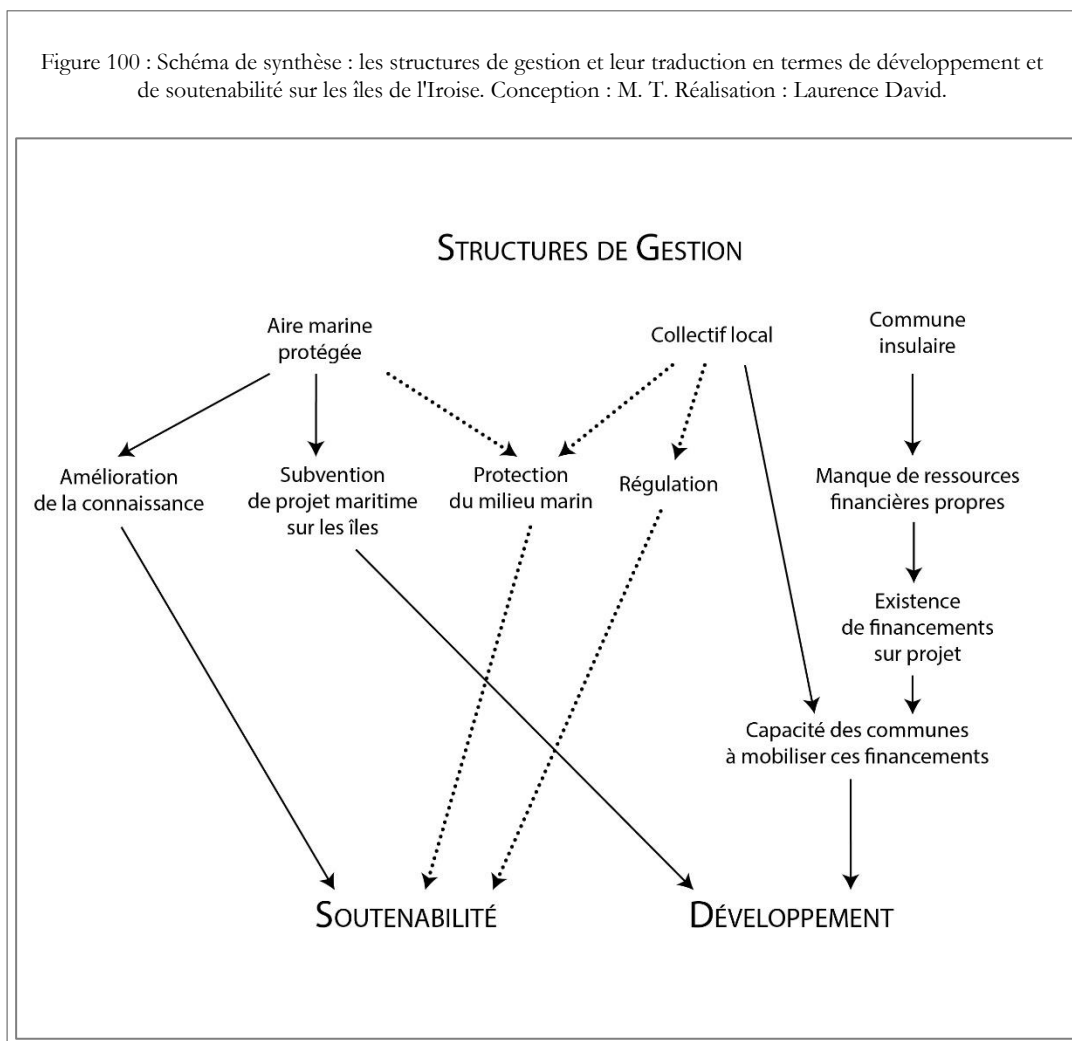 Figure 100 : Schéma de synthèse : les structures de gestion et leur traduction en termes de développement et
de soutenabilité sur les îles de l'Iroise. Conception : M. T. Réalisation : Laurence David.
STRUCTURES DE GESTION
Aire marine
protégée
Collectif local
Commune
insulaire
Amélioration
de la connaissance
Subvention
de projet maritime
sur les îles
Protection
du milieu marin
Régulation
Manque de ressources
financières propres
Existence
de financements
sur projet
Capacité des communes
à mobiliser ces financements
SOUTENABILITÉ
DÉVELOPPEMENT